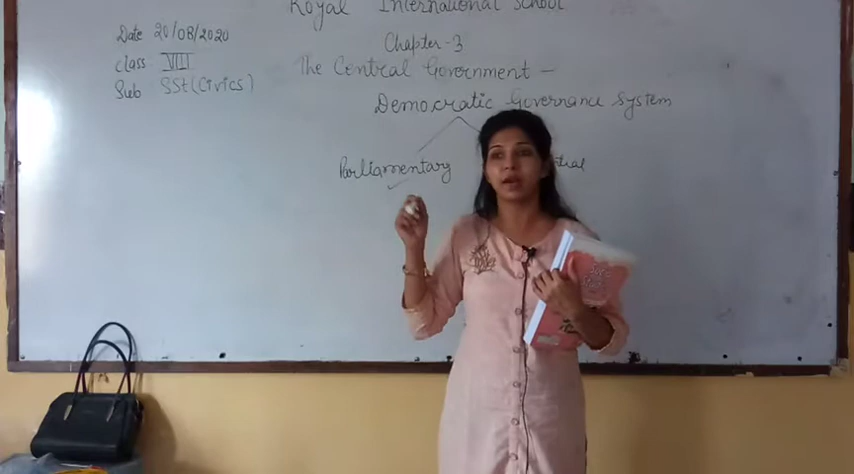 Royal International School
Date 20/08/2020
Chapter-3
Class VIII
The Central Government –
Sub SSt(Civics)
Democratic Governance System
Parliamentary tial